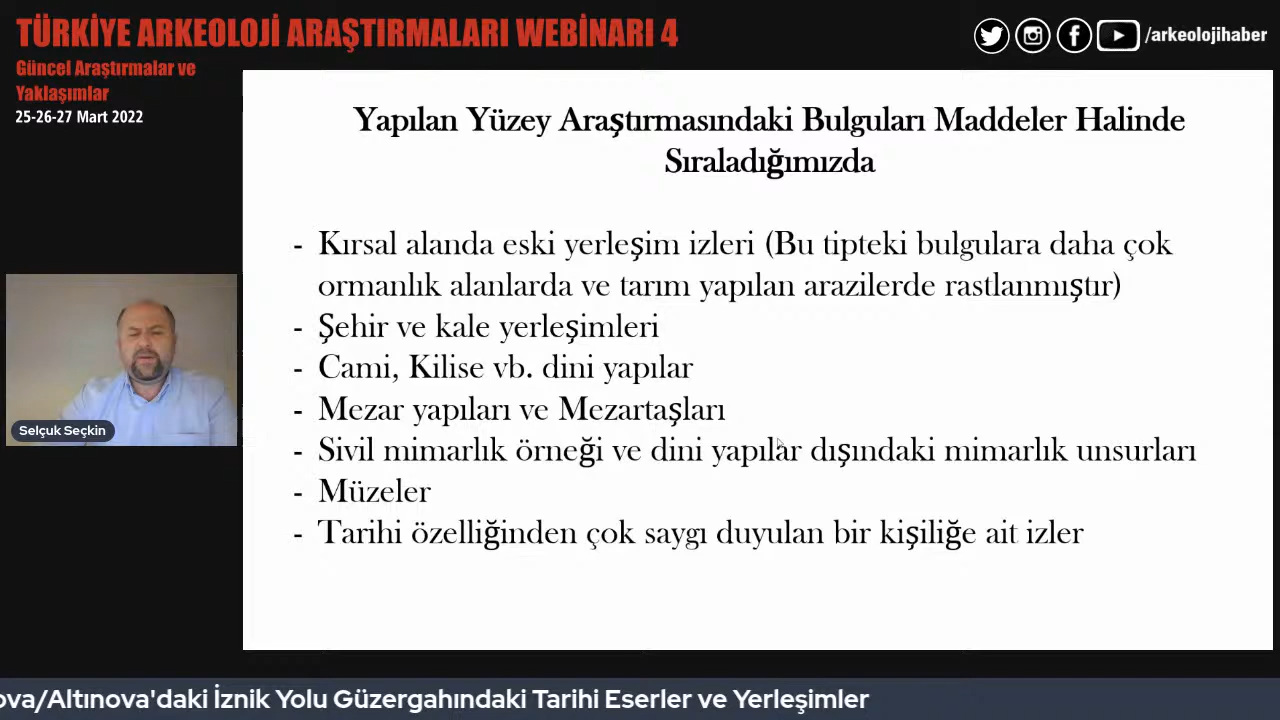 TÜRKİYE ARKEOLOJİ ARAŞTIRMALARI WEBİNARI 4
Güncel Araştırmalar ve
Yaklaşımlar
25-26-27 Mart 2022
/arkeolojihaber
Yapılan Yüzey Araştırmasındaki Bulguları Maddeler Halinde
Sıraladığımızda
- Kırsal alanda eski yerleşim izleri (Bu tipteki bulgulara daha çok
ormanlık alanlarda ve tarım yapılan arazilerde rastlanmıştır)
- Şehir ve kale yerleşimleri
- Cami, Kilise vb. dini yapılar
- Mezar yapıları ve Mezartaşları
- Sivil mimarlık örneği ve dini yapılar dışındaki mimarlık unsurları
- Müzeler
- Tarihi özelliğinden çok saygı duyulan bir kişiliğe ait izler
Selçuk Seçkin
ova/Altınova'daki İznik Yolu Güzergahındaki Tarihi Eserler ve Yerleşimler